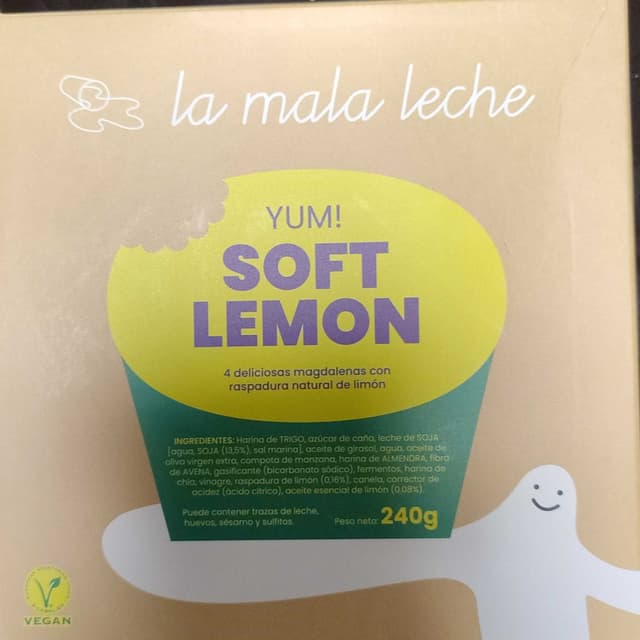 la mala leche
YUM!
SOFT
LEMON
4 deliciosas magdalenas con
raspadura natural de limón
INGREDIENTES: Harina de TRIGO, azúcar de caña, leche de SOJA
[agua, SOJA (13,5%), sal marina], aceite de girasol, agua, aceite de
oliva virgen extra, compota de manzana, harina de ALMENDRA, fibra
de AVENA, gasificante (bicarbonato sódico), fermentos, harina de
chía, vinagre, raspadura de limón (0,16%), canela, corrector de
acidez (ácido cítrico), aceite esencial de limón (0,08%).
Puede contener trazas de leche,
huevos, sésamo y sulfitos.
Peso neto: 240g
VEGAN